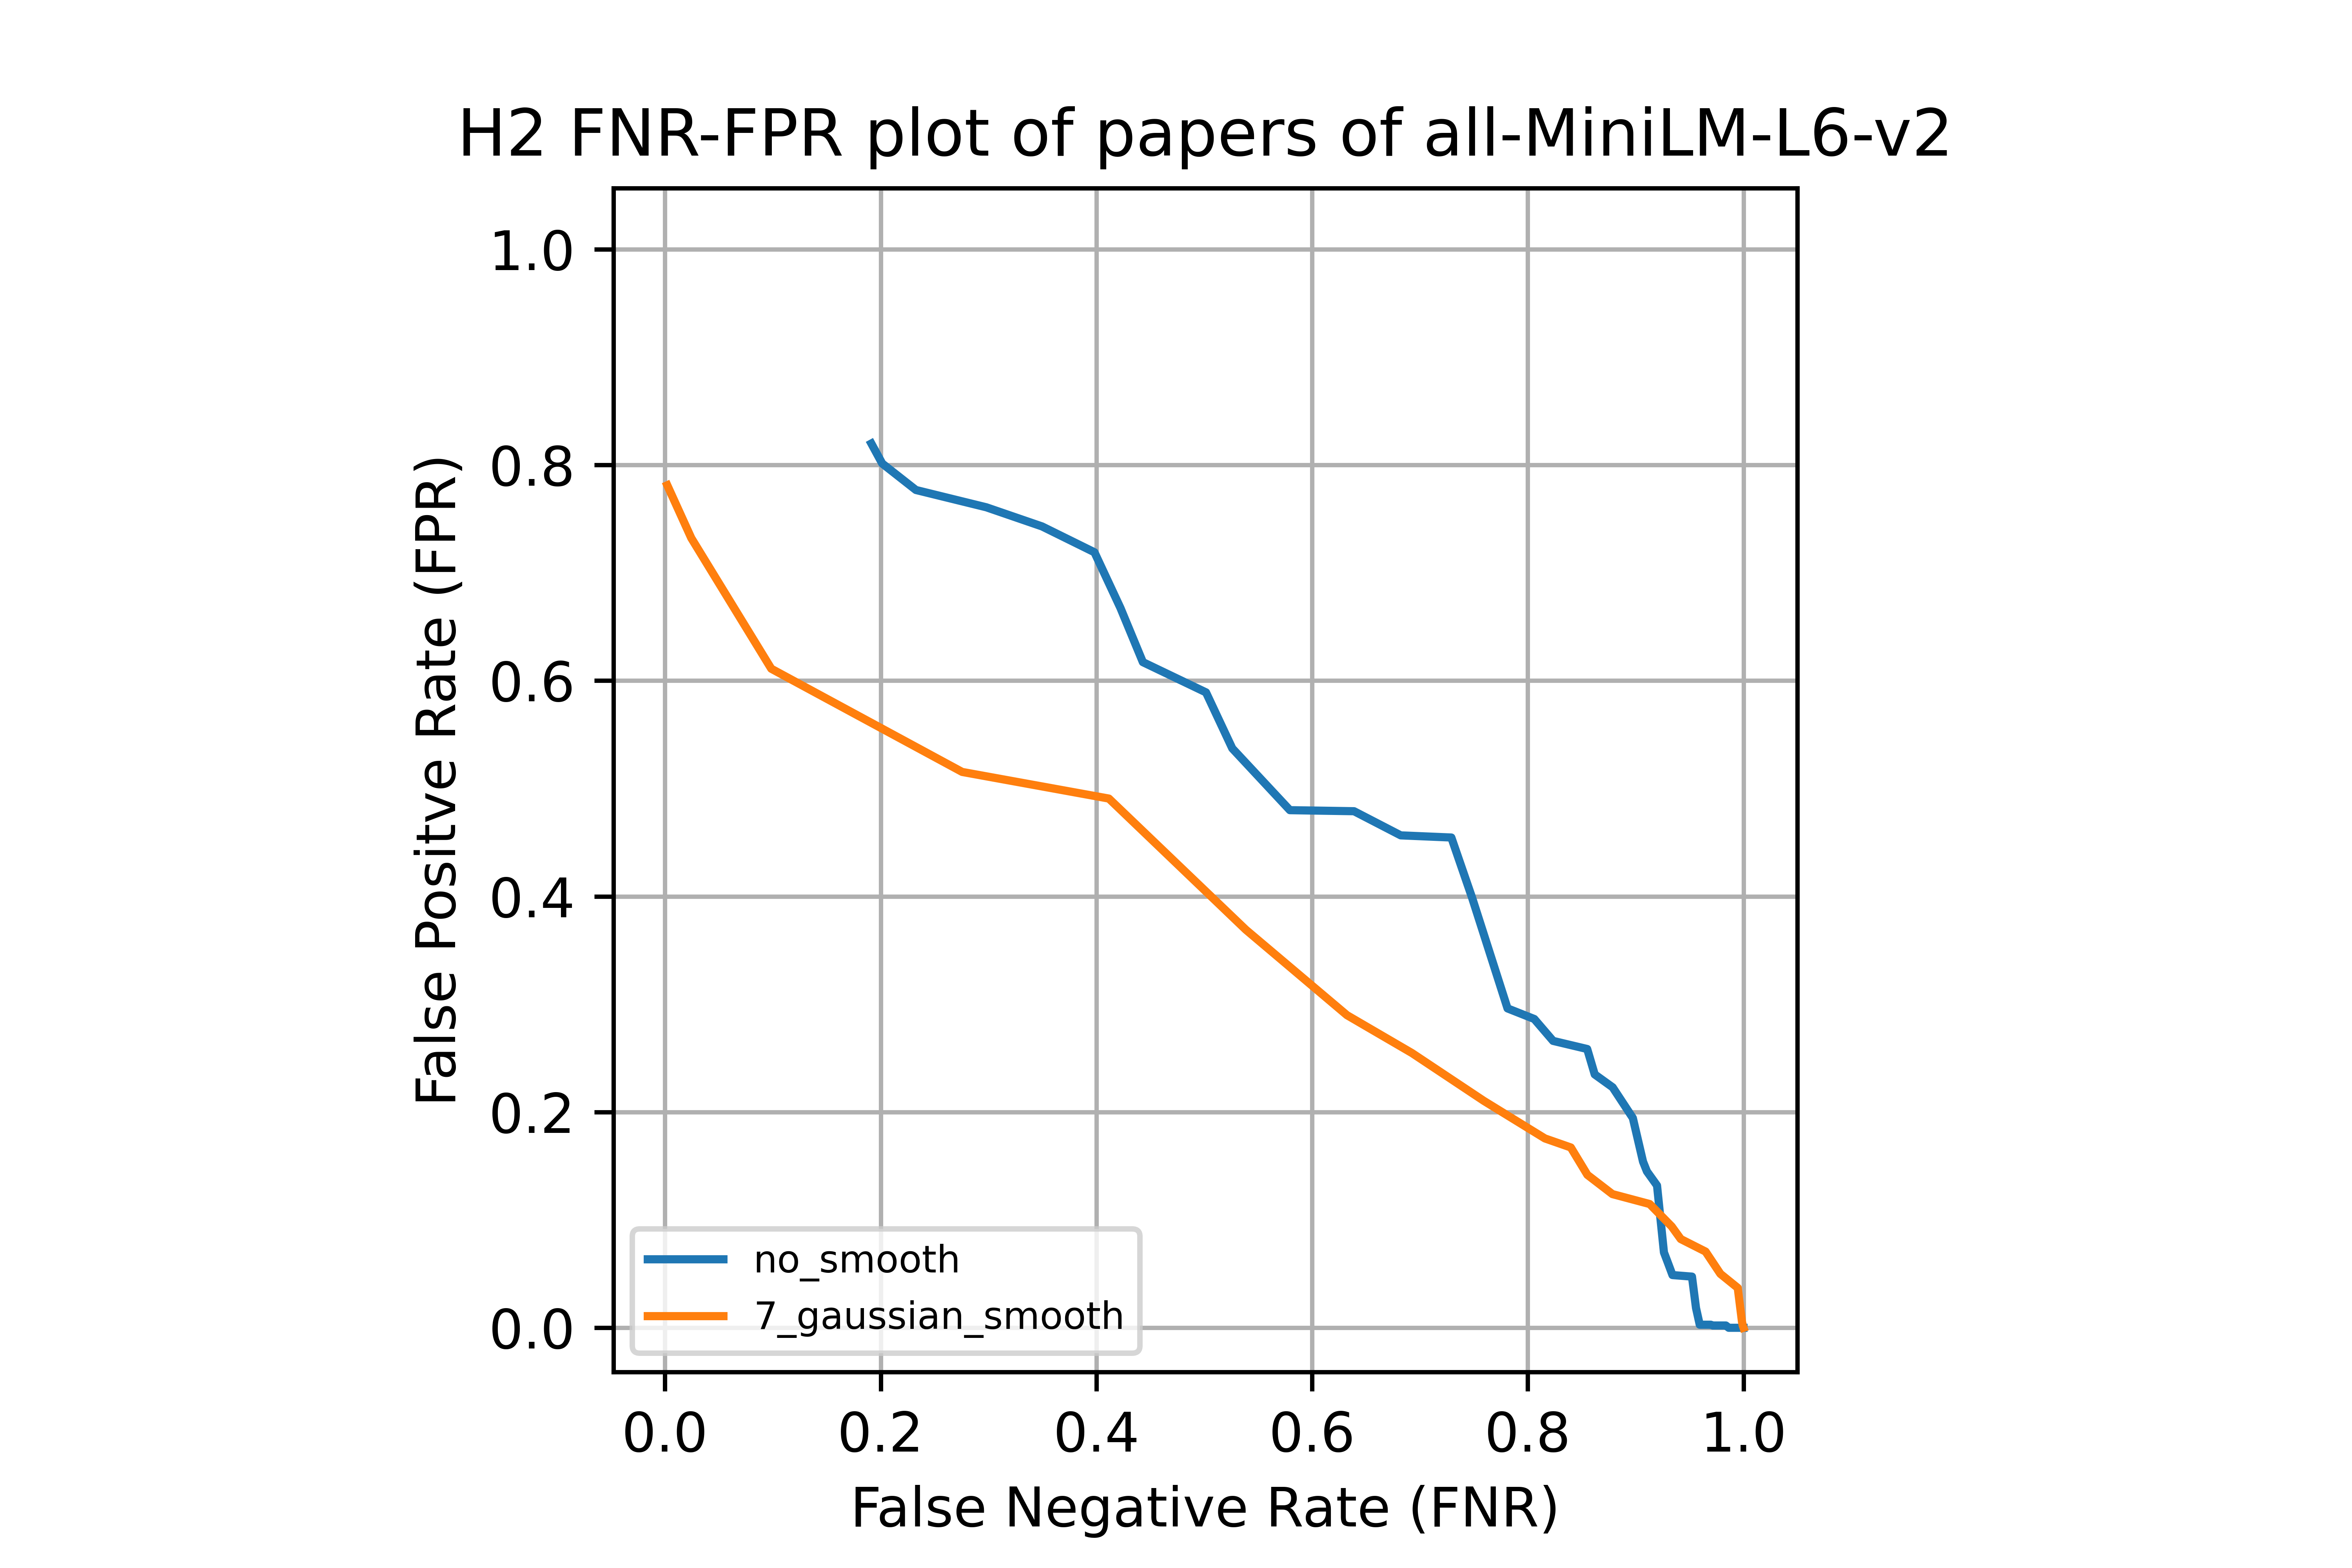 H2 FNR-FPR plot of papers of all-MiniLM-L6-v2
1.0
0.8
0.6
0.4
0.2
0.0
False Positve Rate (FPR)
no_smooth
7_gaussian_smooth
0.0 0.2 0.4 0.6 0.8 1.0
False Negative Rate (FNR)